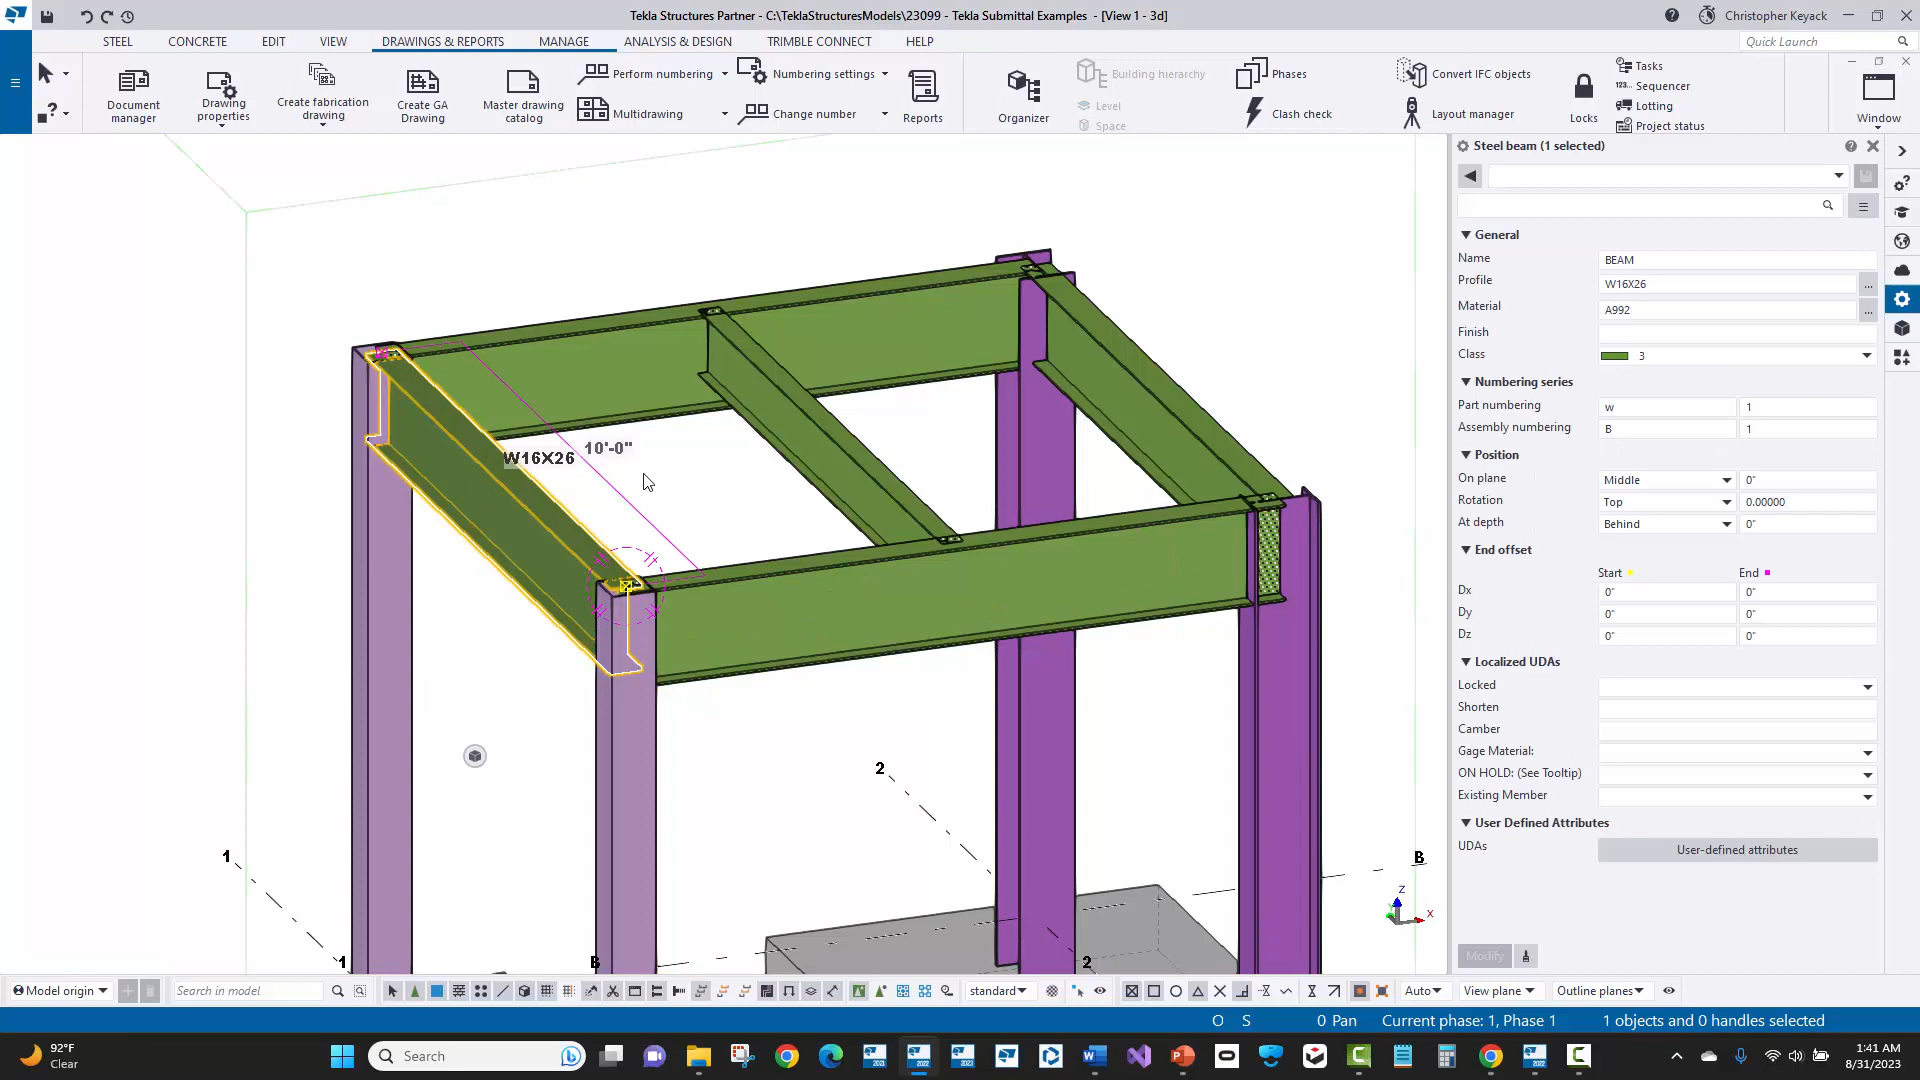 Tekla Structures Partner - C:\TeklaStructuresModels\23099 - Tekla Submittal Examples - [View 1 - 3d]
Christopher Keyack
STEEL CONCRETE EDIT VIEW DRAWINGS & REPORTS MANAGE ANALYSIS & DESIGN TRIMBLE CONNECT HELP
Quick Launch
Document manager
Drawing properties
Create fabrication drawing
Create GA Drawing
Master drawing catalog
Perform numbering
Multidrawing
Numbering settings
Change number
Reports
Organizer
Building hierarchy
Level
Space
Phases
Clash check
Convert IFC objects
Layout manager
Locks
Tasks
Sequencer
Lotting
Project status
Window
Steel beam (1 selected)
General
Name BEAM
Profile W16X26 ...
Material A992 ...
Finish
Class 3
Numbering series
Part numbering w 1
Assembly numbering B 1
Position
On plane Middle 0"
Rotation Top 0.00000
At depth Behind 0"
End offset
Start End
Dx 0" 0"
Dy 0" 0"
Dz 0" 0"
Localized UDAs
Locked
Shorten
Camber
Gage Material:
ON HOLD: (See Tooltip)
Existing Member
User Defined Attributes
UDAs User-defined attributes
Modify
W16X26
10'-0"
2
1
B
1
B
2
Z
X
Model origin
Search in model
standard
Auto
View plane
Outline planes
O S 0 Pan Current phase: 1, Phase 1 1 objects and 0 handles selected
92°F
Clear
Search
2021
2022
2023
2022
1:41 AM
8/31/2023